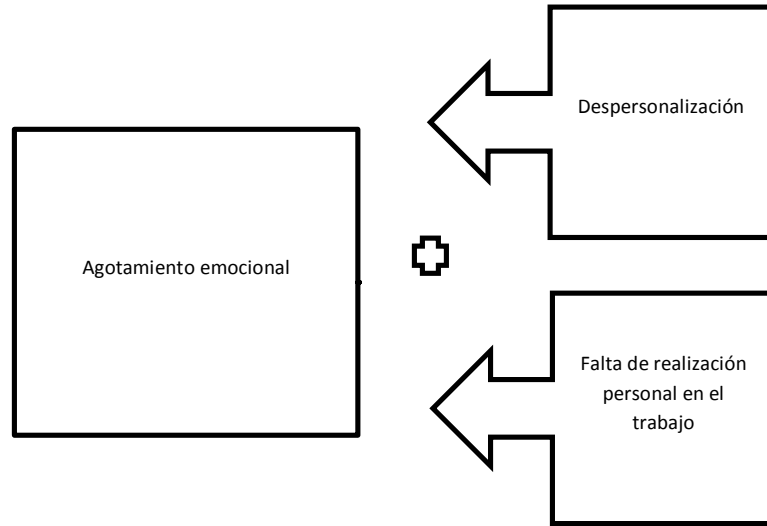 Agotamiento emocional
Despersonalización
Falta de realización
personal en el
trabajo